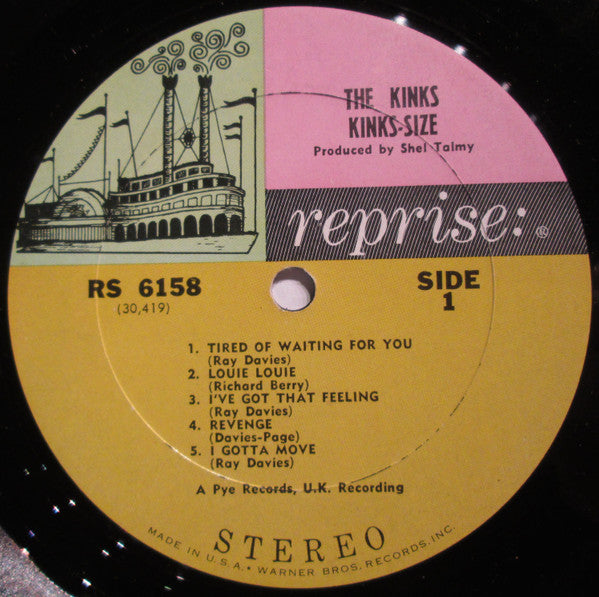 THE KINKS
KINKS-SIZE
Produced by Shel Talmy
reprise:®
RS 6158
(30,419)
SIDE
1
1. TIRED OF WAITING FOR YOU
(Ray Davies)
2. LOUIE LOUIE
(Richard Berry)
3. I'VE GOT THAT FEELING
(Ray Davies)
4. REVENGE
(Davies-Page)
5. I GOTTA MOVE
(Ray Davies)
A Pye Records, U.K. Recording
STEREO
MADE IN U.S.A. • WARNER BROS. RECORDS, INC.